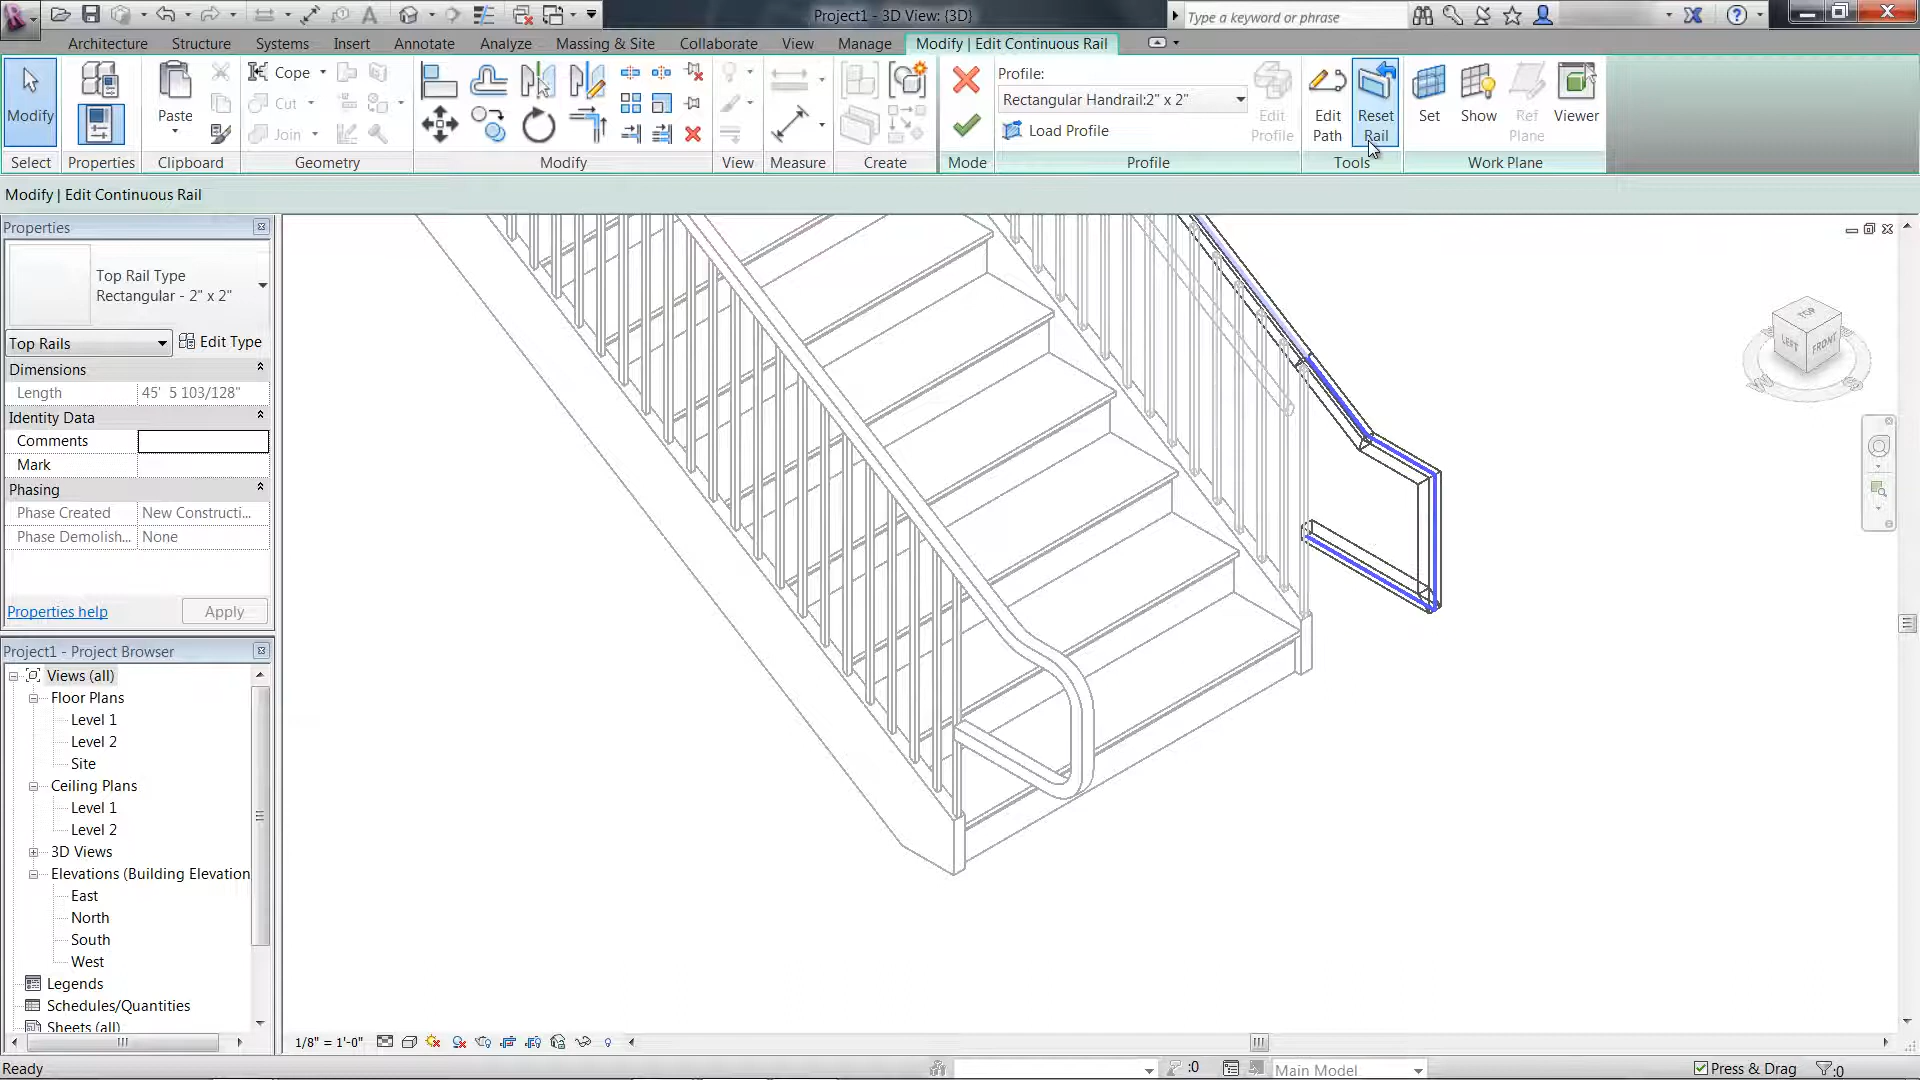 Project1 - 3D View: {3D}
Type a keyword or phrase
Architecture Structure Systems Insert Annotate Analyze Massing & Site Collaborate View Manage Modify | Edit Continuous Rail
Modify
Paste
Cope
Cut
Join
Profile:
Rectangular Handrail:2" x 2"
Load Profile
Edit Profile
Edit Path
Reset Rail
Set
Show
Ref Plane
Viewer
Select Properties Clipboard Geometry Modify View Measure Create Mode Profile Tools Work Plane
Modify | Edit Continuous Rail
Properties
Top Rail Type
Rectangular - 2" x 2"
Top Rails
Edit Type
Dimensions
Length 45' 5 103/128"
Identity Data
Comments
Mark
Phasing
Phase Created New Constructi...
Phase Demolish... None
Properties help
Apply
Project1 - Project Browser
Views (all)
Floor Plans
Level 1
Level 2
Site
Ceiling Plans
Level 1
Level 2
3D Views
Elevations (Building Elevation
East
North
South
West
Legends
Schedules/Quantities
Sheets (all)
TOP
LEFT
FRONT
W
S
1/8" = 1'-0"
Ready
:0
Main Model
Press & Drag
:0